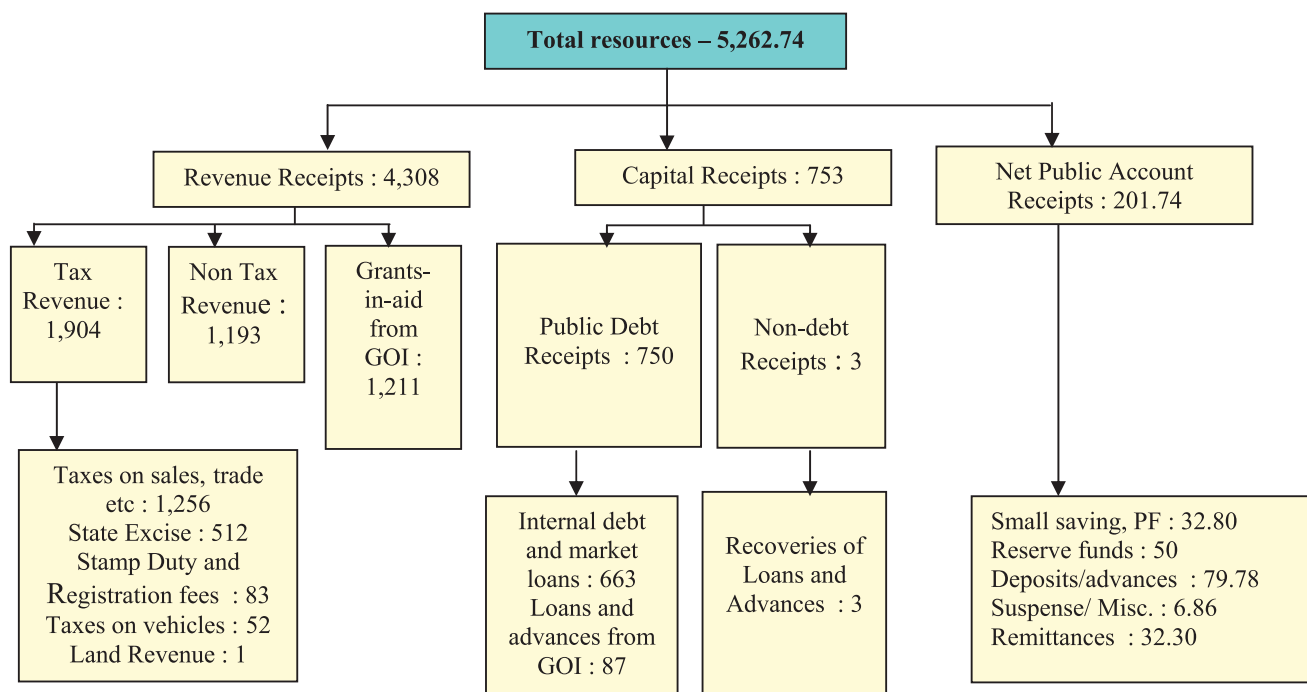 Total resources – 5,262.74
Revenue Receipts : 4,308
Capital Receipts : 753
Net Public Account
Receipts : 201.74
Tax
Revenue :
1,904
Non Tax
Revenue :
1,193
Grants-
in-aid
from
GOI :
1,211
Public Debt
Receipts : 750
Non-debt
Receipts : 3
Taxes on sales, trade
etc : 1,256
State Excise : 512
Stamp Duty and
Registration fees : 83
Taxes on vehicles : 52
Land Revenue : 1
Internal debt
and market
loans : 663
Loans and
advances from
GOI : 87
Recoveries of
Loans and
Advances : 3
Small saving, PF : 32.80
Reserve funds : 50
Deposits/advances : 79.78
Suspense/ Misc. : 6.86
Remittances : 32.30